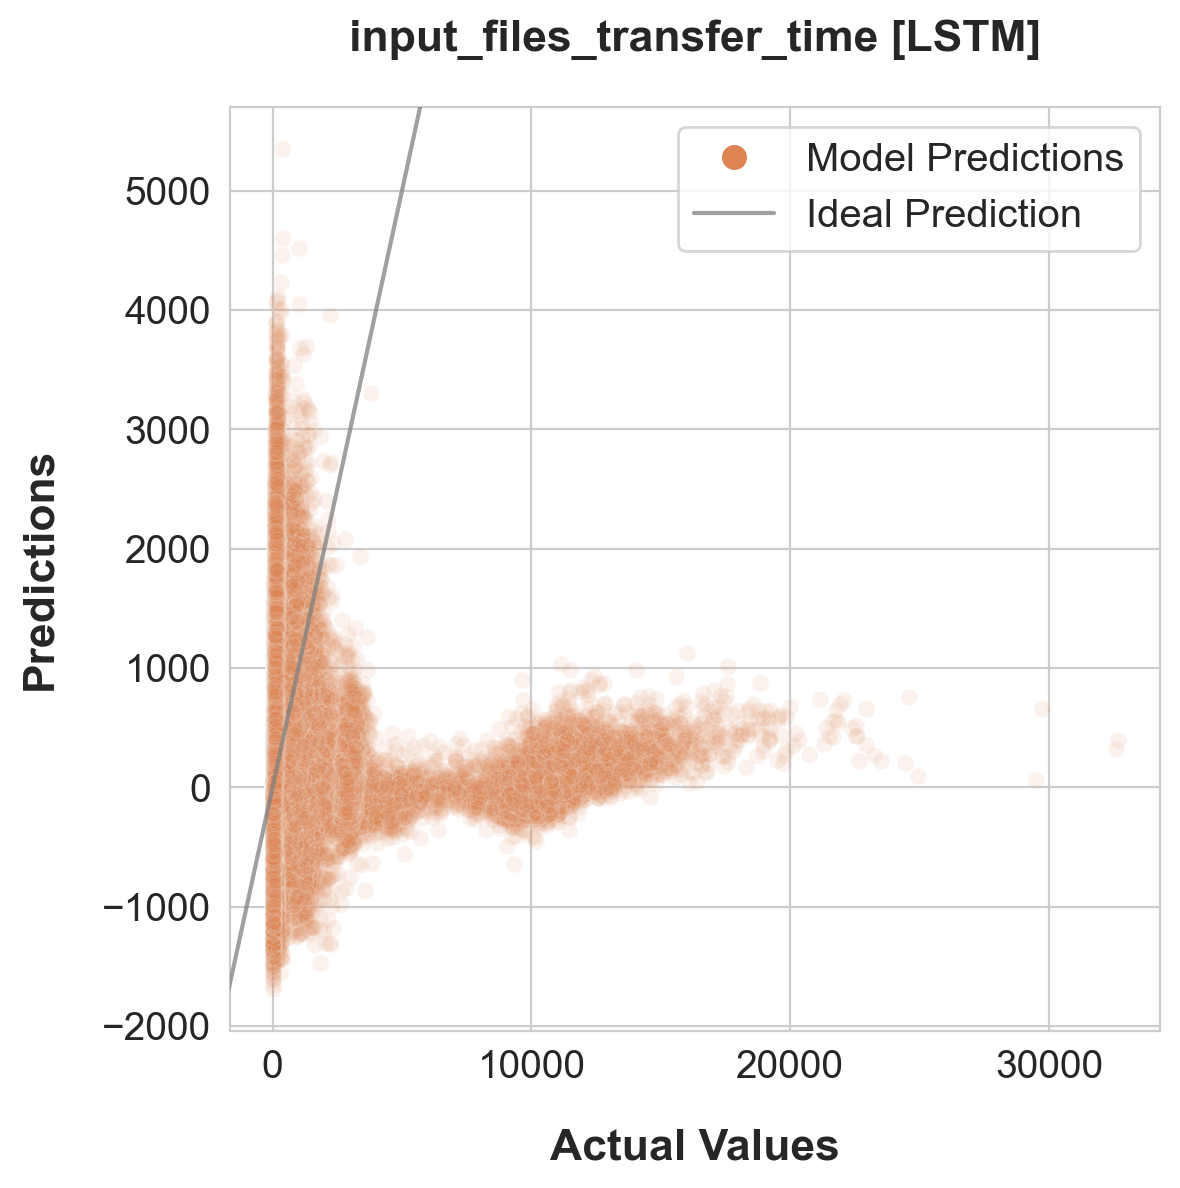 input_files_transfer_time [LSTM]
Model Predictions
Ideal Prediction
5000
4000
3000
2000
1000
0
−1000
−2000
Predictions
0 10000 20000 30000
Actual Values